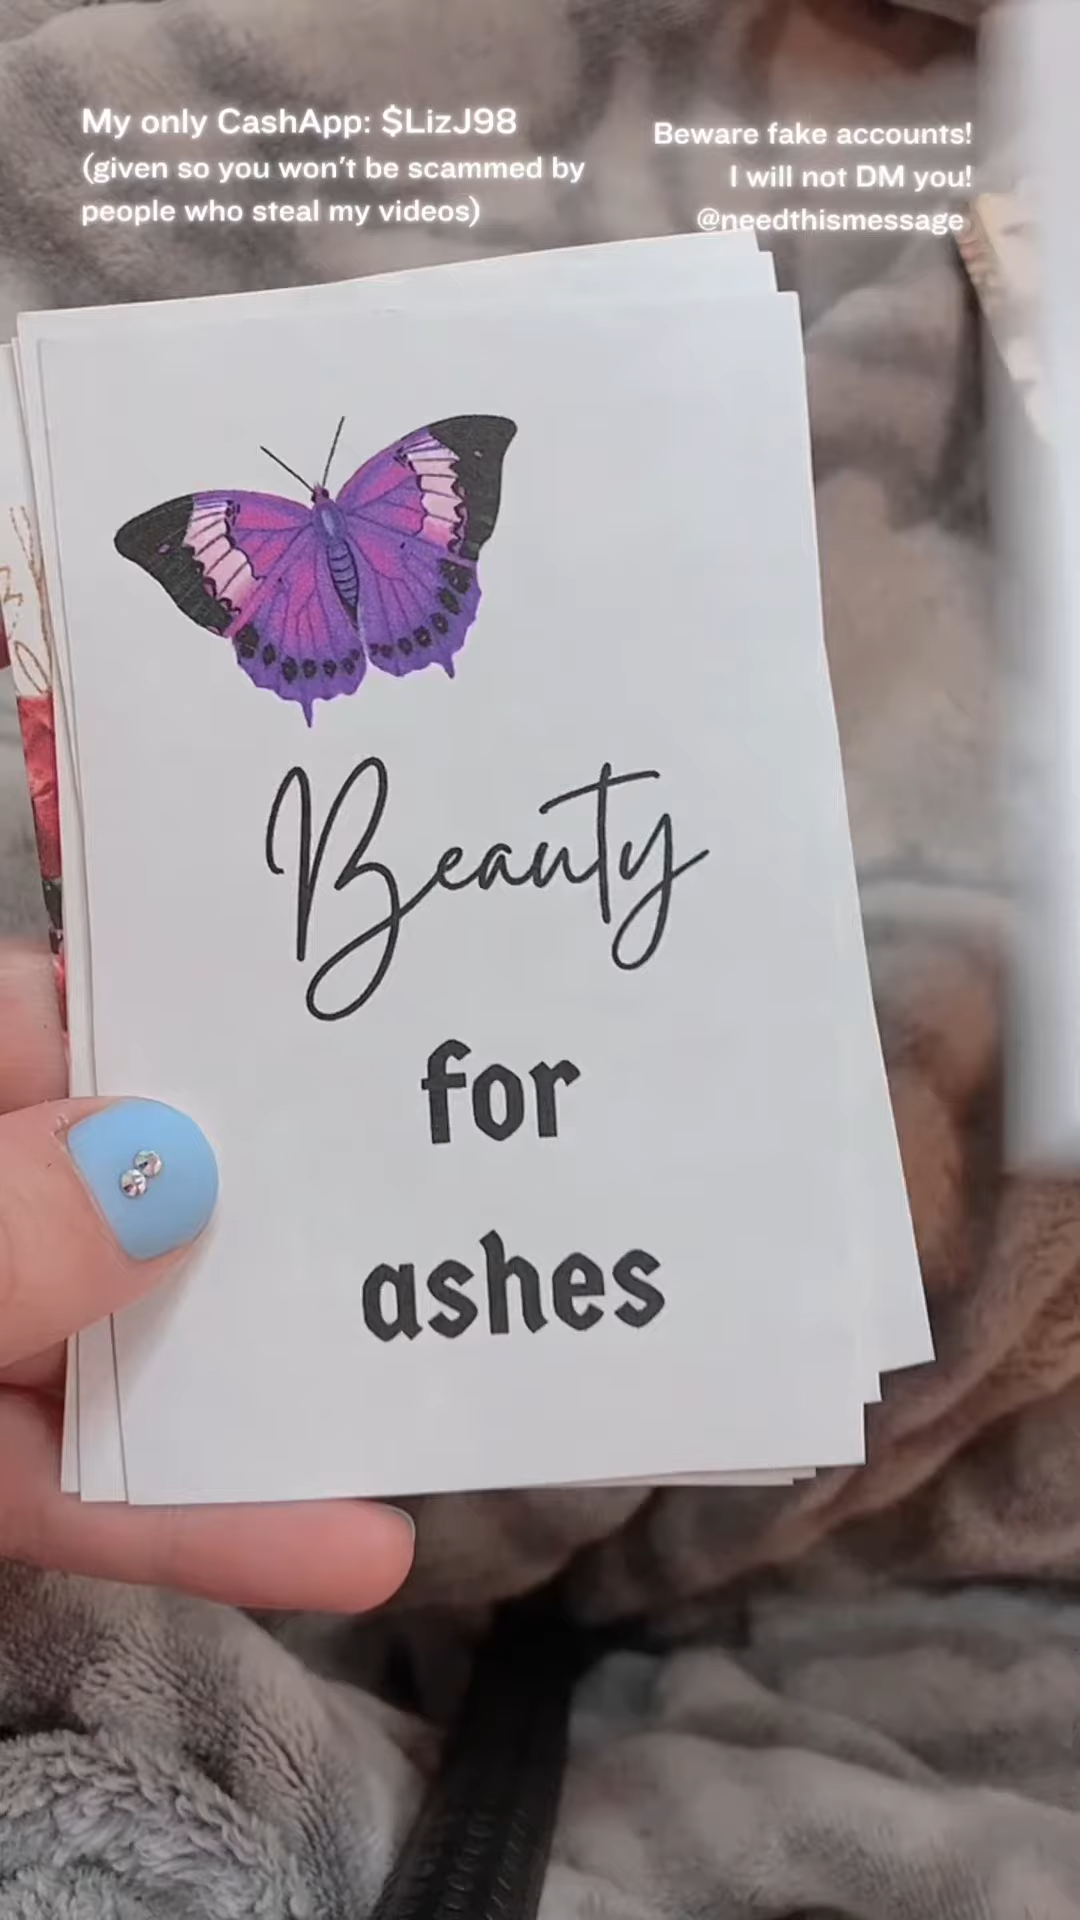 My only CashApp: $LizJ98
(given so you won't be scammed by
people who steal my videos)
Beware fake accounts!
I will not DM you!
@needthismessage
Beauty
for
ashes